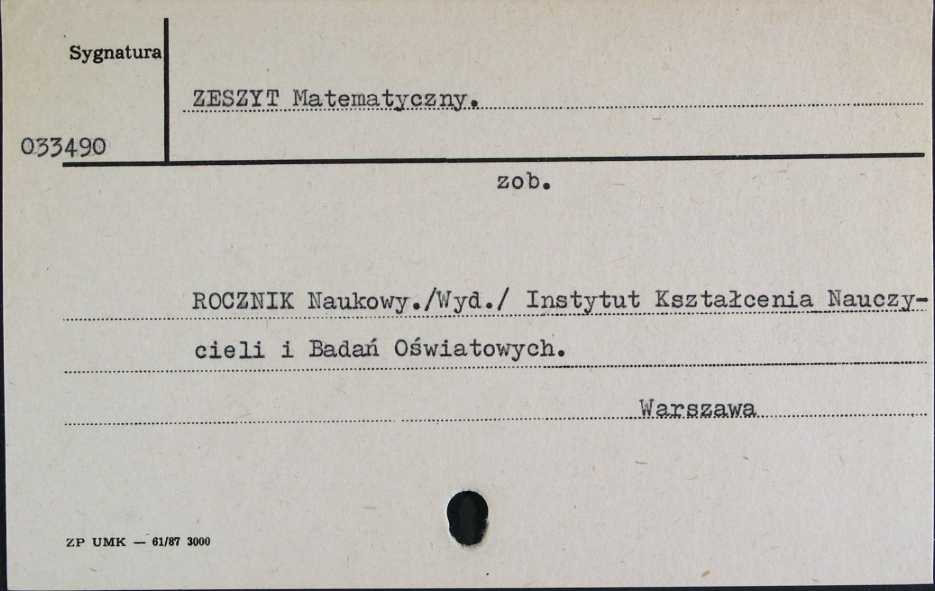 Sygnatura
ZESZYT Matematyczny.
033490
zob.
ROCZNIK Naukowy./Wyd./ Instytut Kształcenia Nauczy-
cieli i Badań Oświatowych.
Warszawa
ZP UMK — 61/87 3000